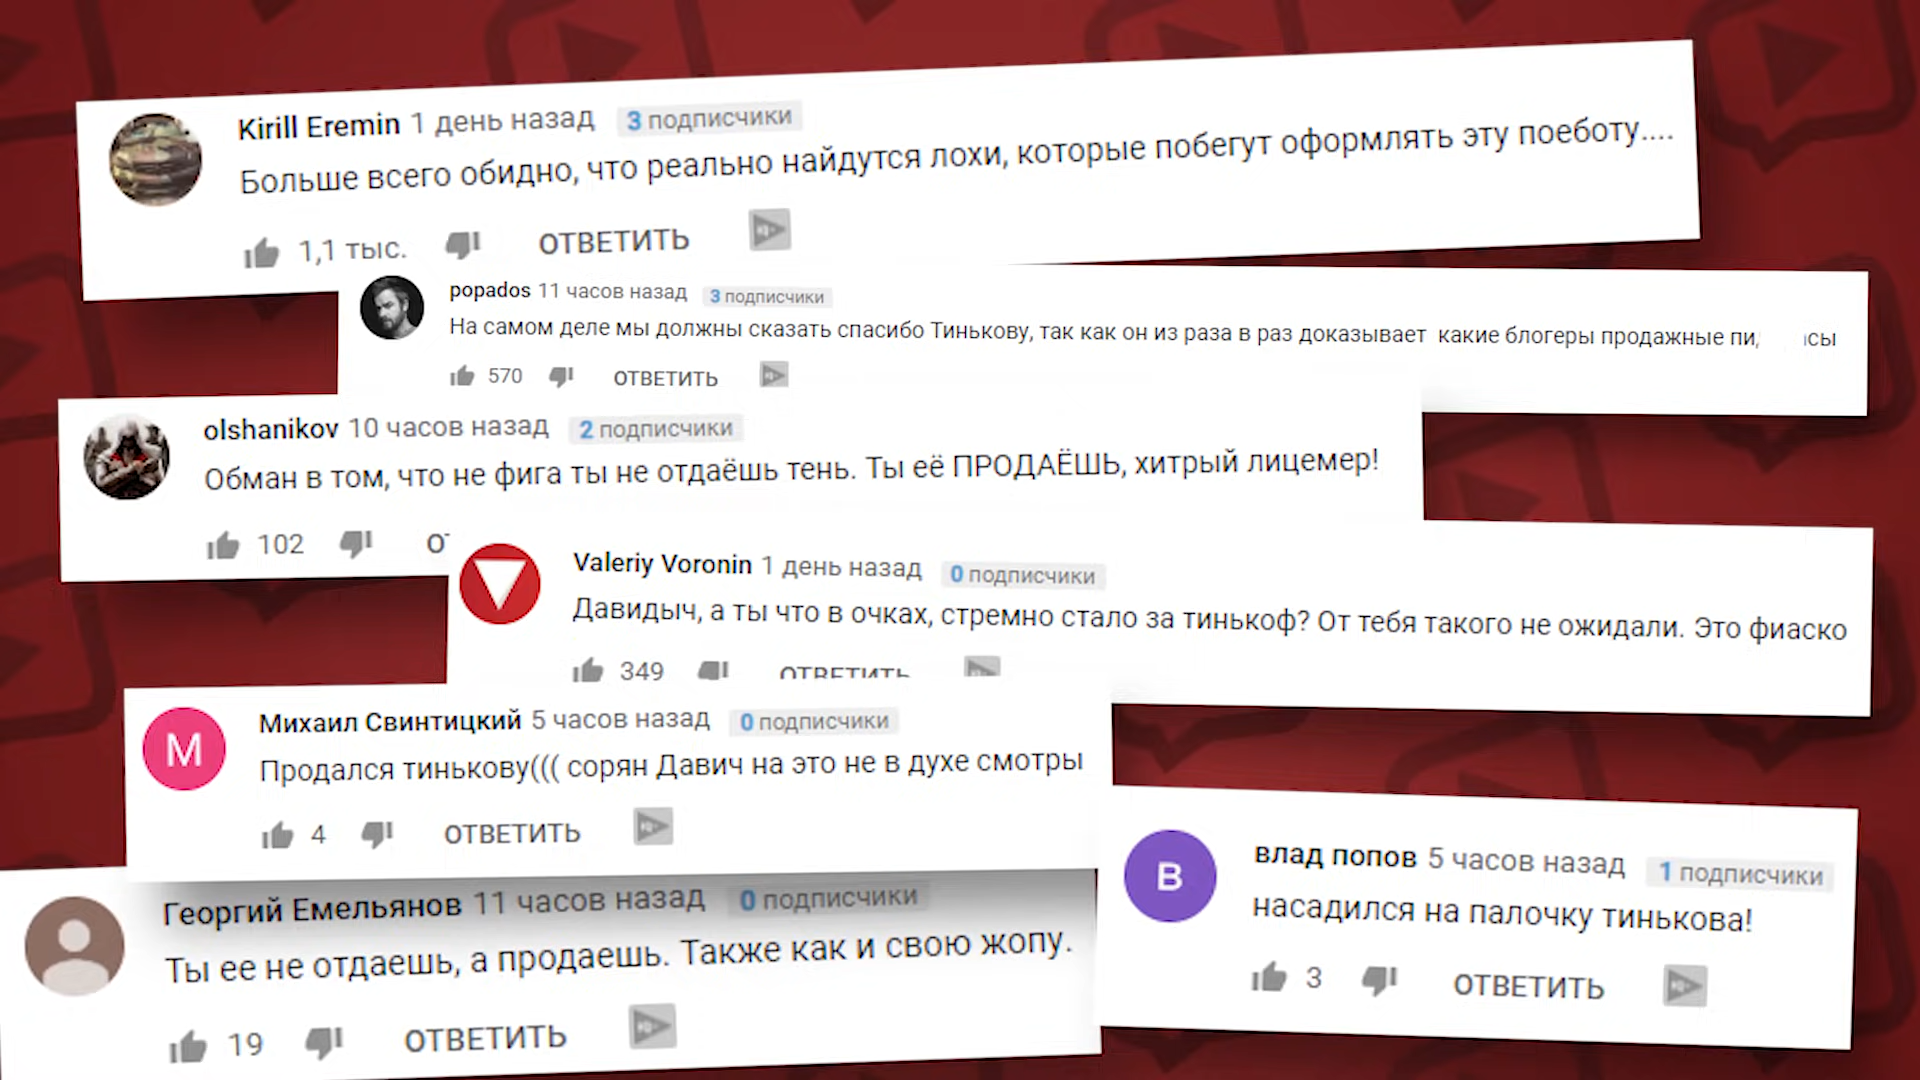 Kirill Eremin 1 день назад 3 подписчики
Больше всего обидно, что реально найдутся лохи, которые побегут оформлять эту поеботу....
1,1 тыс. ОТВЕТИТЬ
popados 11 часов назад 3 подписчики
На самом деле мы должны сказать спасибо Тинькову, так как он из раза в раз доказывает какие блогеры продажные
570 ОТВЕТИТЬ
olshanikov 10 часов назад 2 подписчики
Обман в том, что не фига ты не отдаёшь тень. Ты её ПРОДАЁШЬ, хитрый лицемер!
102
Valeriy Voronin 1 день назад 0 подписчики
Давидыч, а ты что в очках, стремно стало за тинькоф? От тебя такого не ожидали. Это фиаско
349 ОТВЕТИТЬ
Михаил Свинтицкий 5 часов назад 0 подписчики
М
Продался тинькову((( сорян Давич на это не в духе смотры
4 ОТВЕТИТЬ
влад попов 5 часов назад 1 подписчики
В
насадился на палочку тинькова!
3 ОТВЕТИТЬ
Георгий Емельянов 11 часов назад 0 подписчики
Ты ее не отдаешь, а продаешь. Также как и свою жопу.
19 ОТВЕТИТЬ